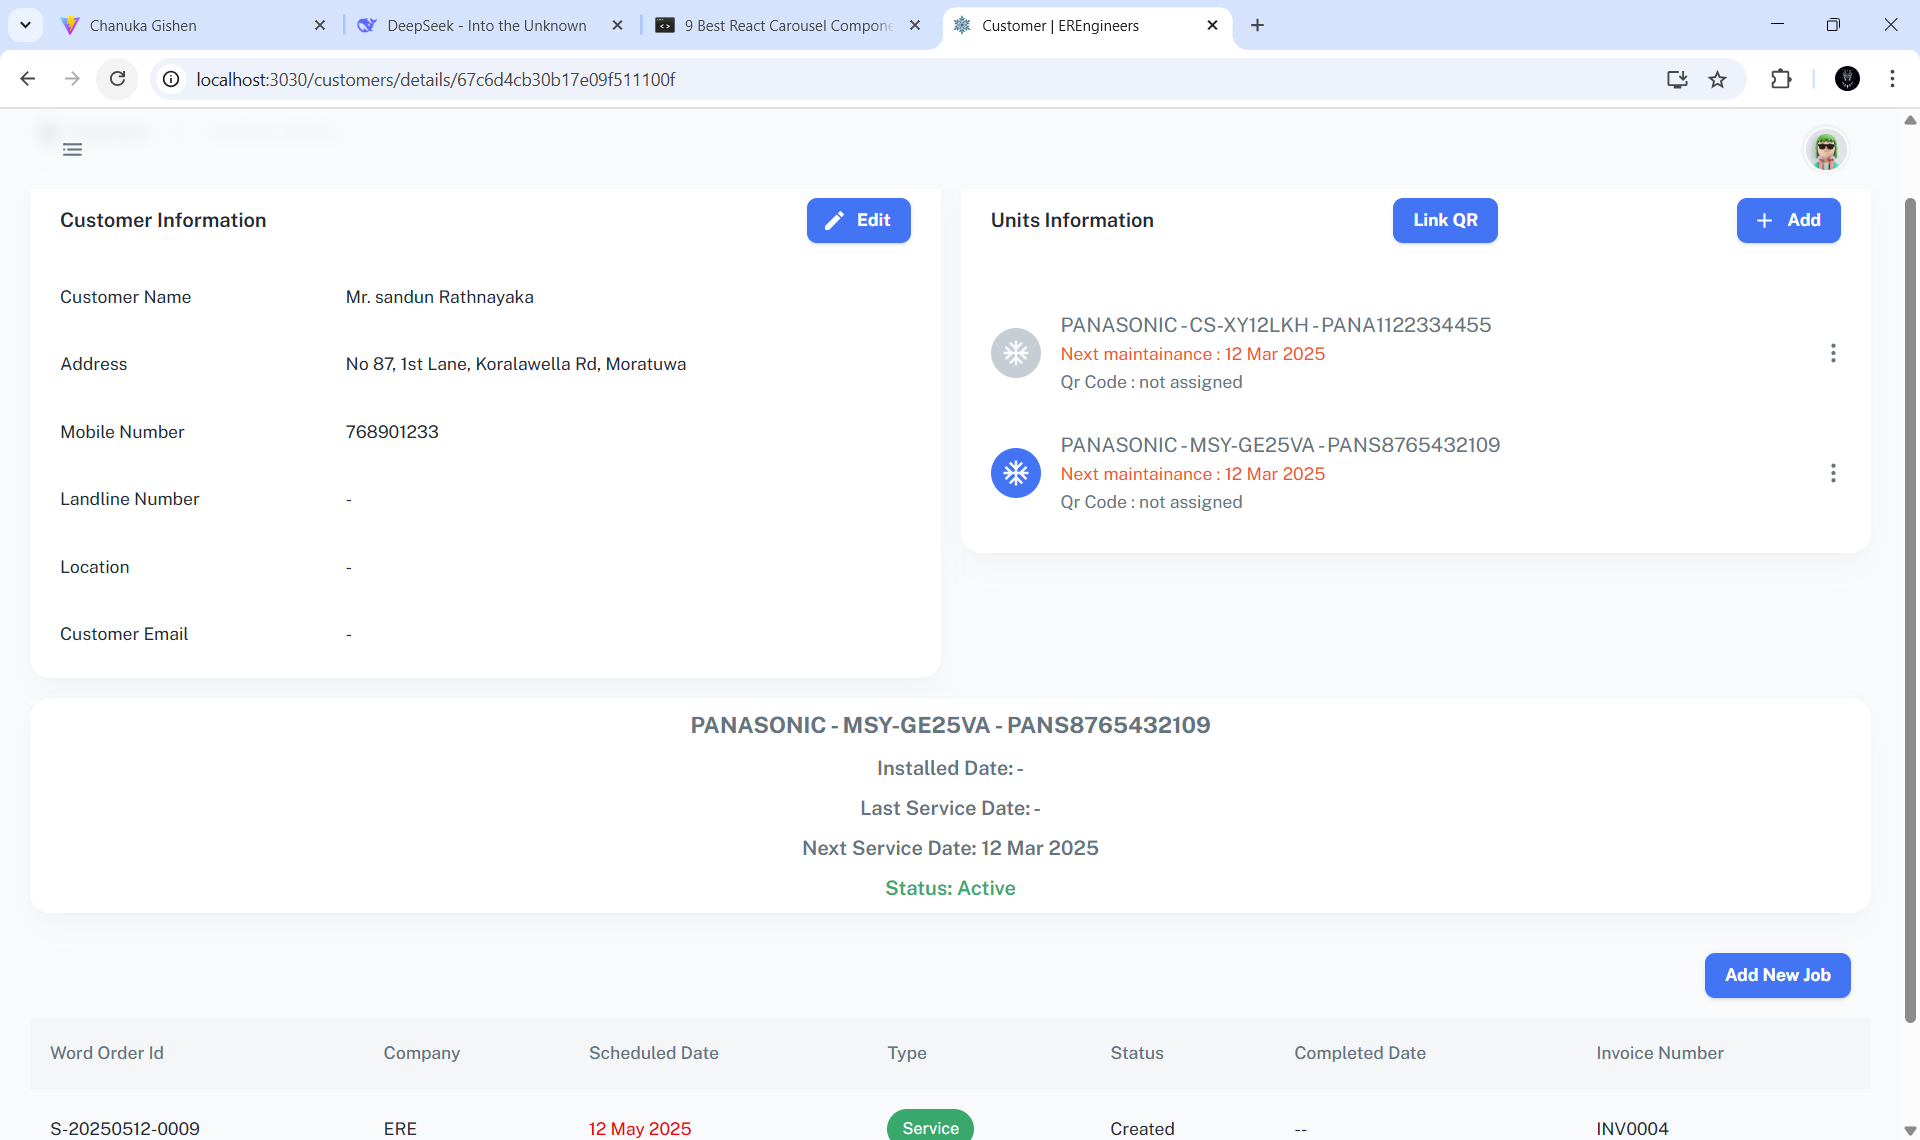 Chanuka Gishen
DeepSeek - Into the Unknown
9 Best React Carousel Compone
Customer | EREngineers
localhost:3030/customers/details/67c6d4cb30b17e09f511100f
Customer Information
Edit
Customer Name
Mr. sandun Rathnayaka
Address
No 87, 1st Lane, Koralawella Rd, Moratuwa
Mobile Number
768901233
Landline Number
-
Location
-
Customer Email
-
Units Information
Link QR
Add
PANASONIC - CS-XY12LKH - PANA1122334455
Next maintainance : 12 Mar 2025
Qr Code : not assigned
PANASONIC - MSY-GE25VA - PANS8765432109
Next maintainance : 12 Mar 2025
Qr Code : not assigned
PANASONIC - MSY-GE25VA - PANS8765432109
Installed Date: -
Last Service Date: -
Next Service Date: 12 Mar 2025
Status: Active
Add New Job
Word Order Id Company Scheduled Date Type Status Completed Date Invoice Number
S-20250512-0009 ERE 12 May 2025 Service Created -- INV0004